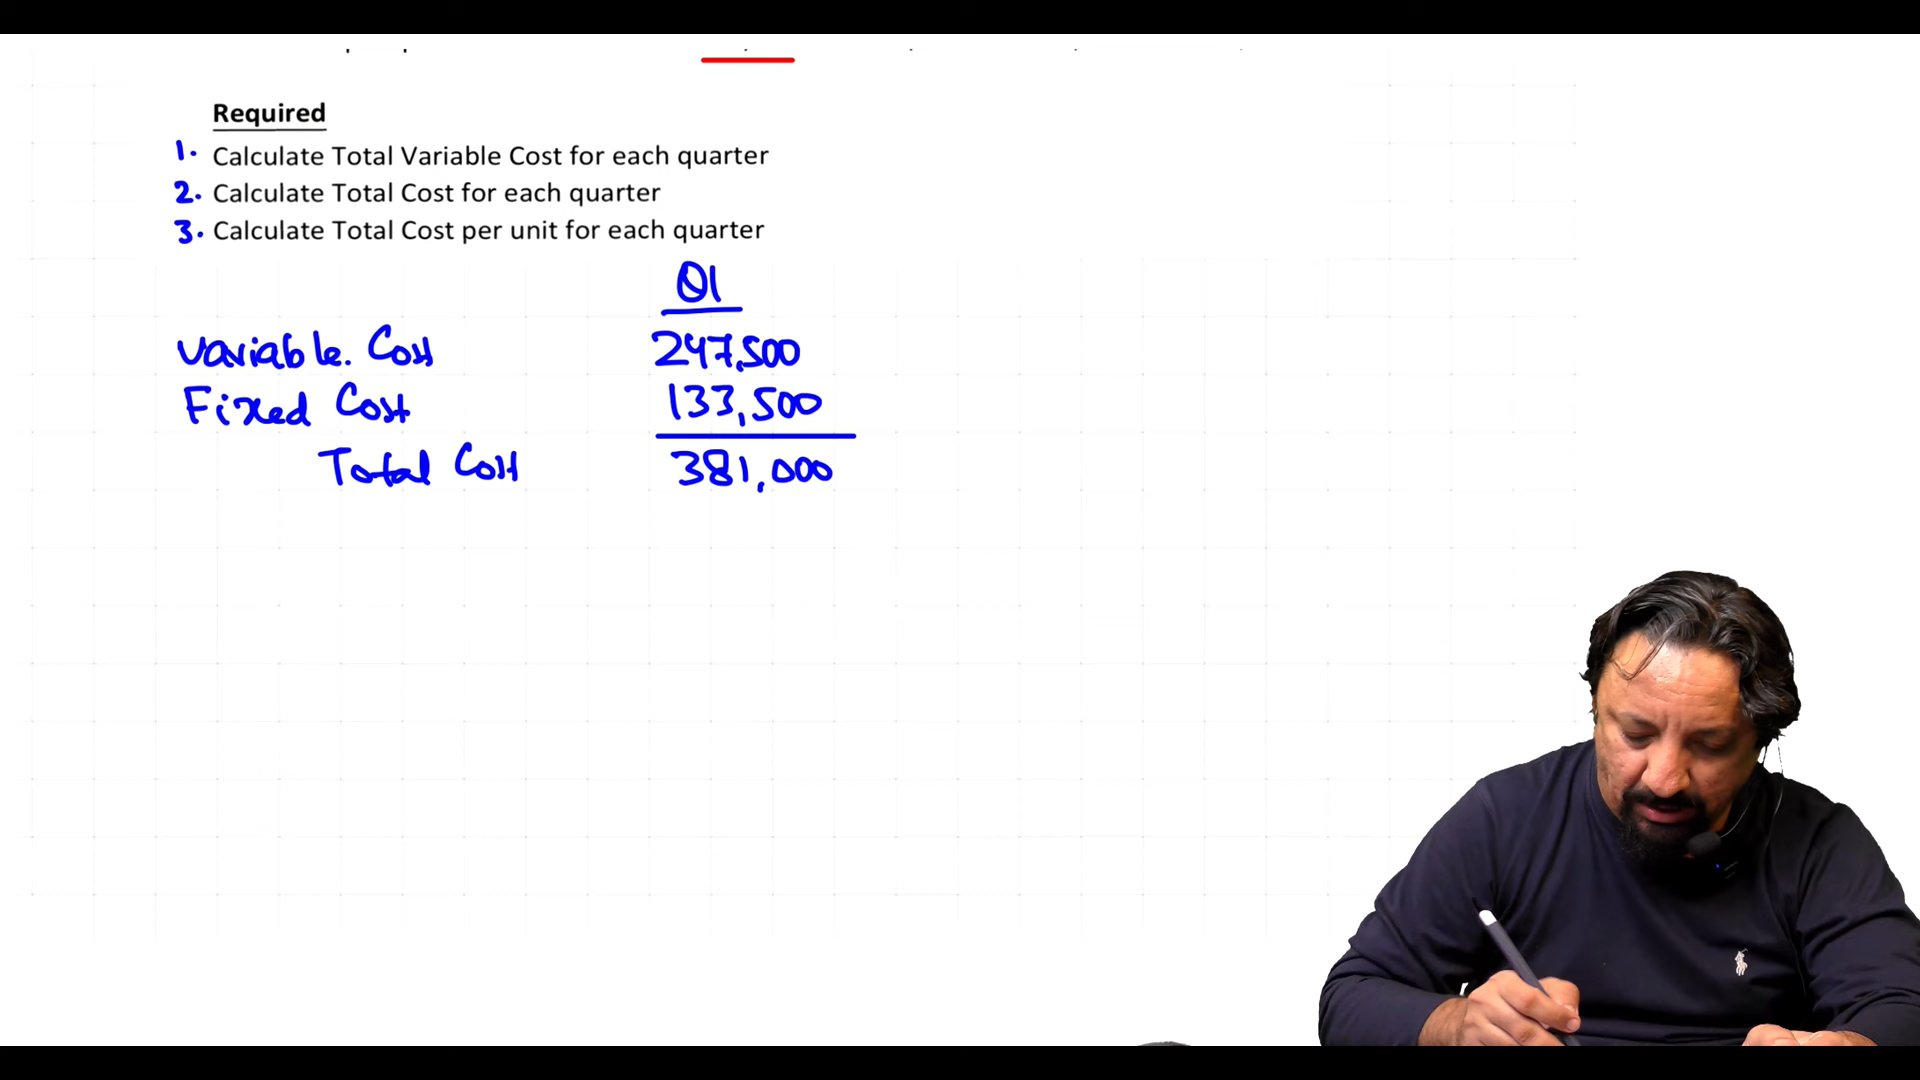 Required
1. Calculate Total Variable Cost for each quarter
2. Calculate Total Cost for each quarter
3. Calculate Total Cost per unit for each quarter
Q1
Variable. Cost 247,500
Fixed Cost 133,500
Total Cost 381,000